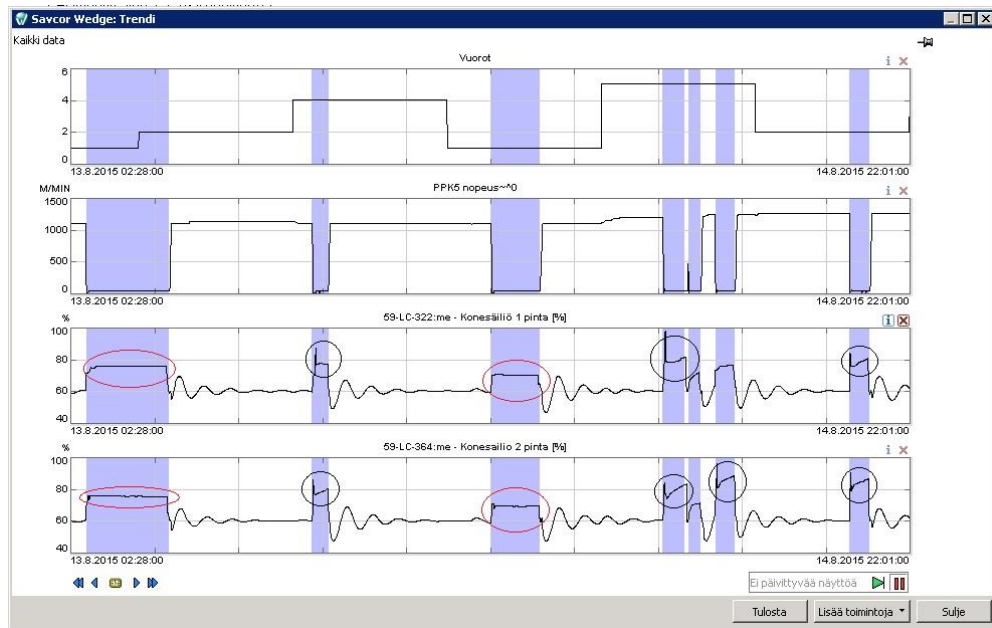 Savcor Wedge: Trendi
Kaikki data
Vuorot
6
4
2
0
13.8.2015 02:28:00
14.8.2015 22:01:00
M/MIN
PPK5 nopeus~^0
1500
1000
500
0
13.8.2015 02:28:00
14.8.2015 22:01:00
%
59-LC-322:me - Konesäiliö 1 pinta [%]
100
80
60
40
13.8.2015 02:28:00
14.8.2015 22:01:00
%
59-LC-364:me - Konesäiliö 2 pinta [%]
100
80
60
40
13.8.2015 02:28:00
14.8.2015 22:01:00
Ei päivittyvää näyttöä
Tulosta
Lisää toimintoja
Sulje